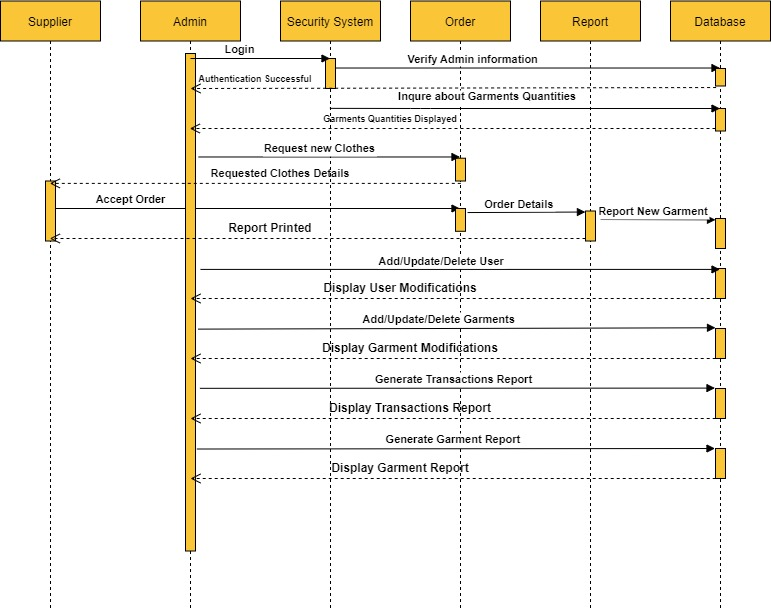 Supplier
Admin
Security System
Order
Report
Database
Login
Verify Admin information
Authentication Successful
Inqure about Garments Quantities
Garments Quantities Displayed
Request new Clothes
Requested Clothes Details
Accept Order
Order Details
Report New Garment
Report Printed
Add/Update/Delete User
Display User Modifications
Add/Update/Delete Garments
Display Garment Modifications
Generate Transactions Report
Display Transactions Report
Generate Garment Report
Display Garment Report